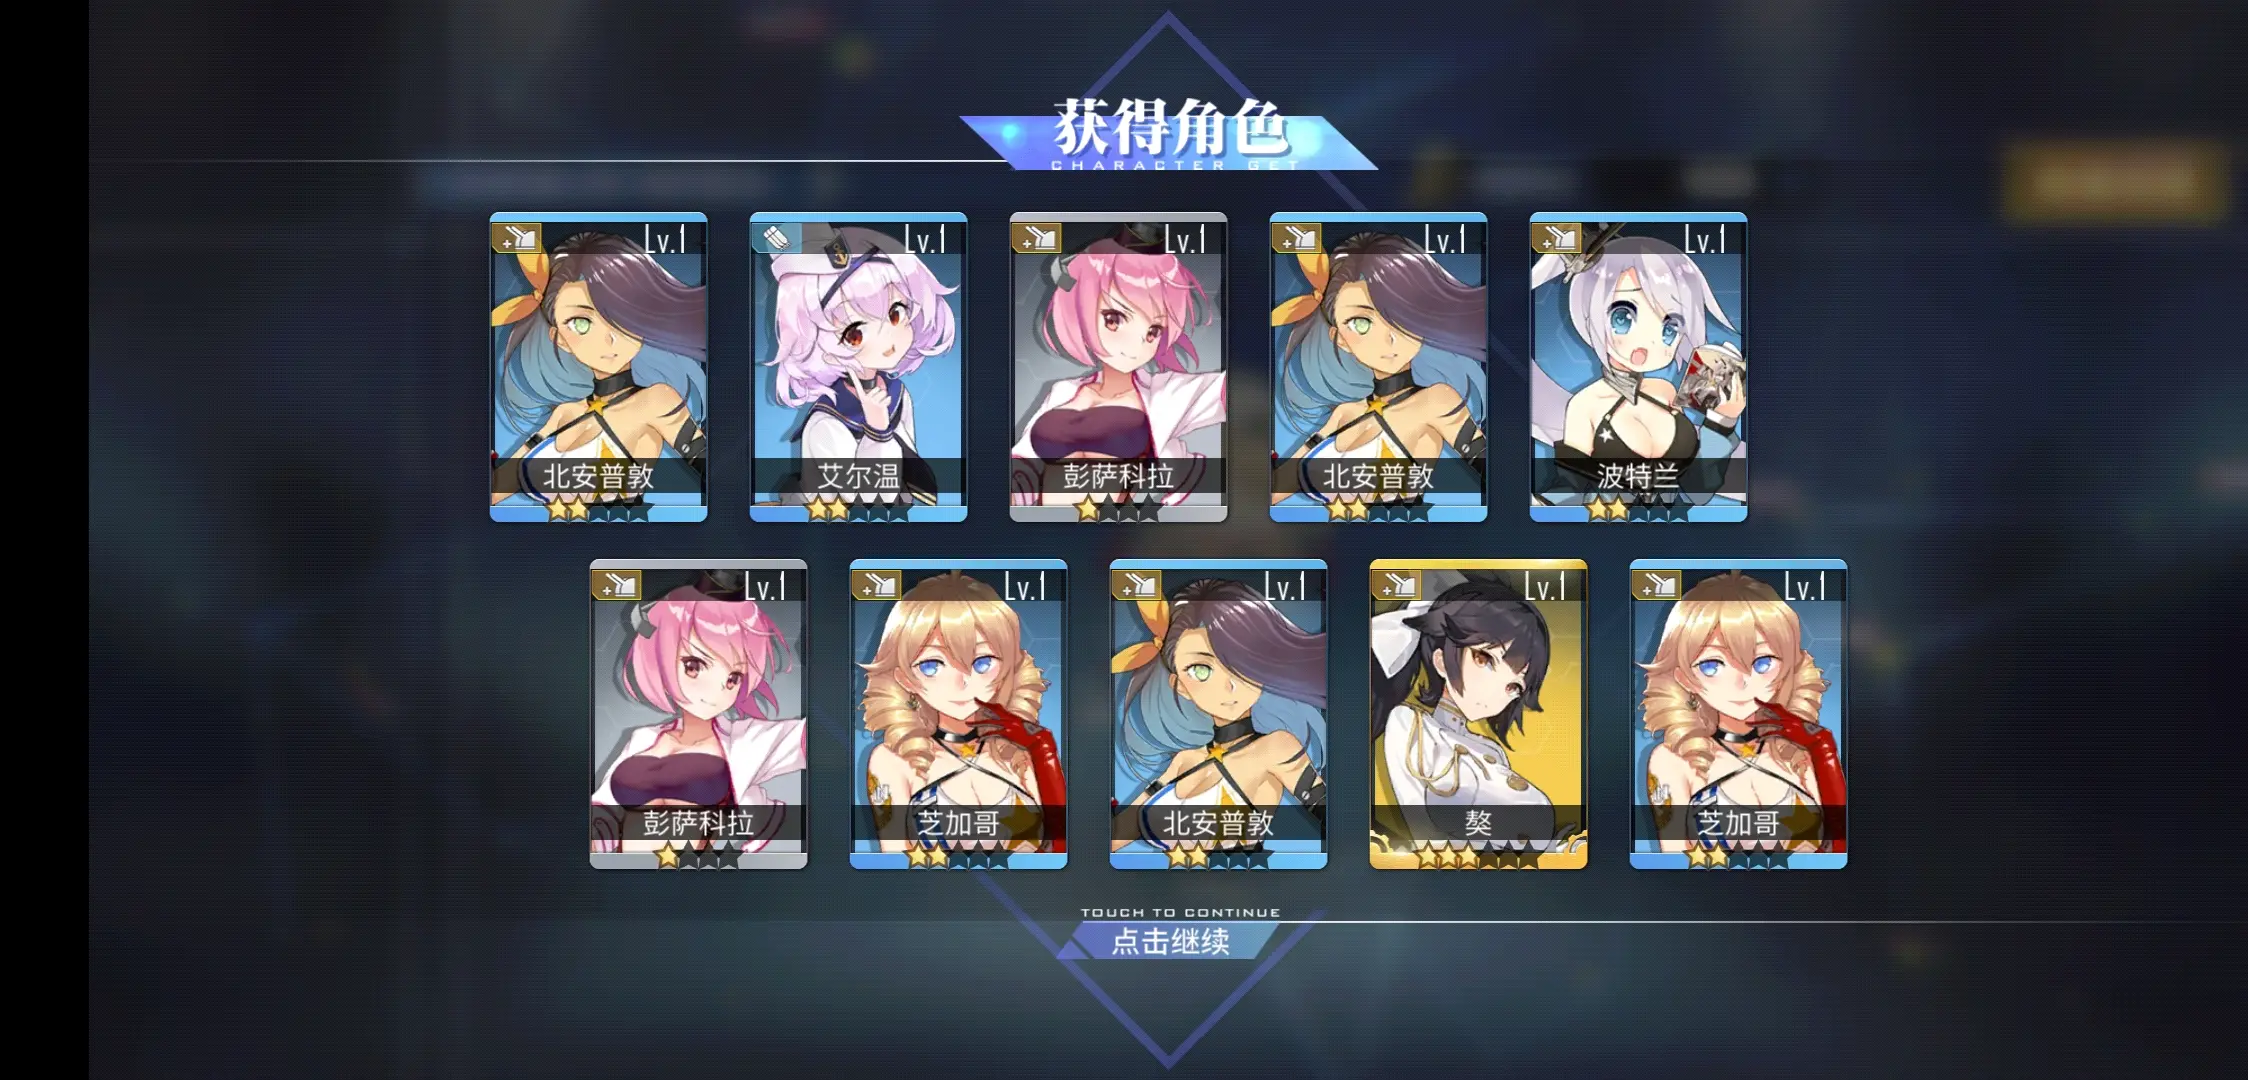 获得角色
CHARACTER GET
Lv.1 Lv.1 Lv.1 Lv.1 Lv.1
北安普敦 艾尔温 彭萨科拉 北安普敦 波特兰
Lv.1 Lv.1 Lv.1 Lv.1 Lv.1
彭萨科拉 芝加哥 北安普敦 鳌 芝加哥
TOUCH TO CONTINUE
点击继续